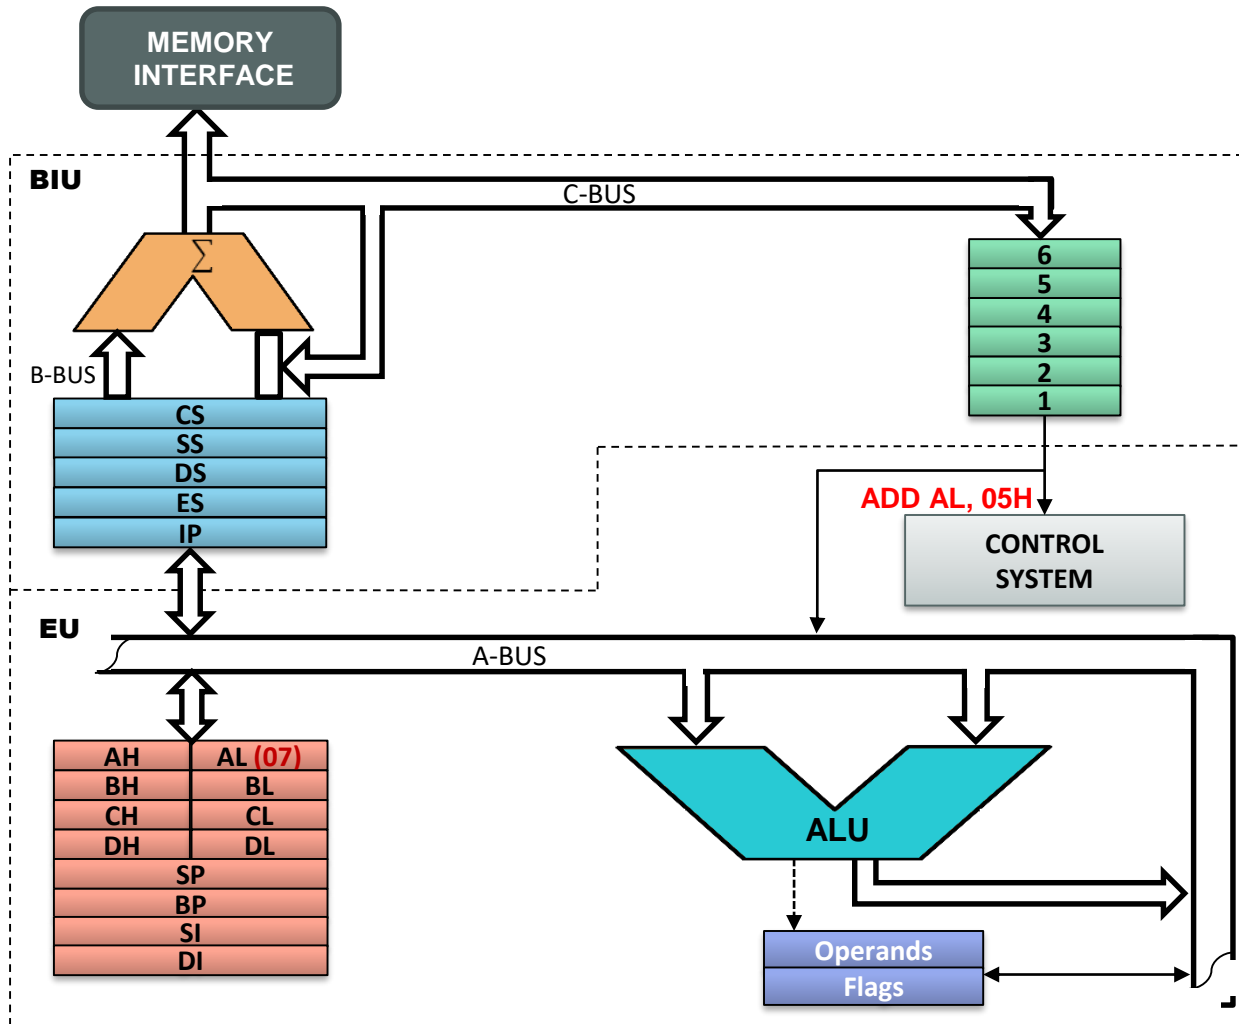 MEMORY
INTERFACE
BIU
C-BUS
Σ
6
5
4
3
2
1
B-BUS
CS
SS
DS
ES
IP
ADD AL, 05H
CONTROL
SYSTEM
EU
A-BUS
AH AL (07)
BH BL
CH CL
DH DL
SP
BP
SI
DI
ALU
Operands
Flags